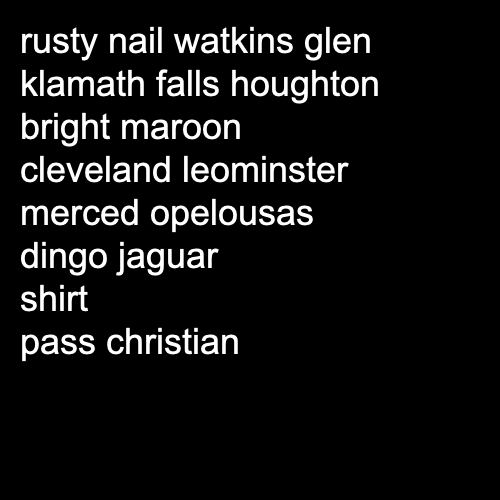 rusty nail watkins glen
klamath falls houghton
bright maroon
cleveland leominster
merced opelousas
dingo jaguar
shirt
pass christian